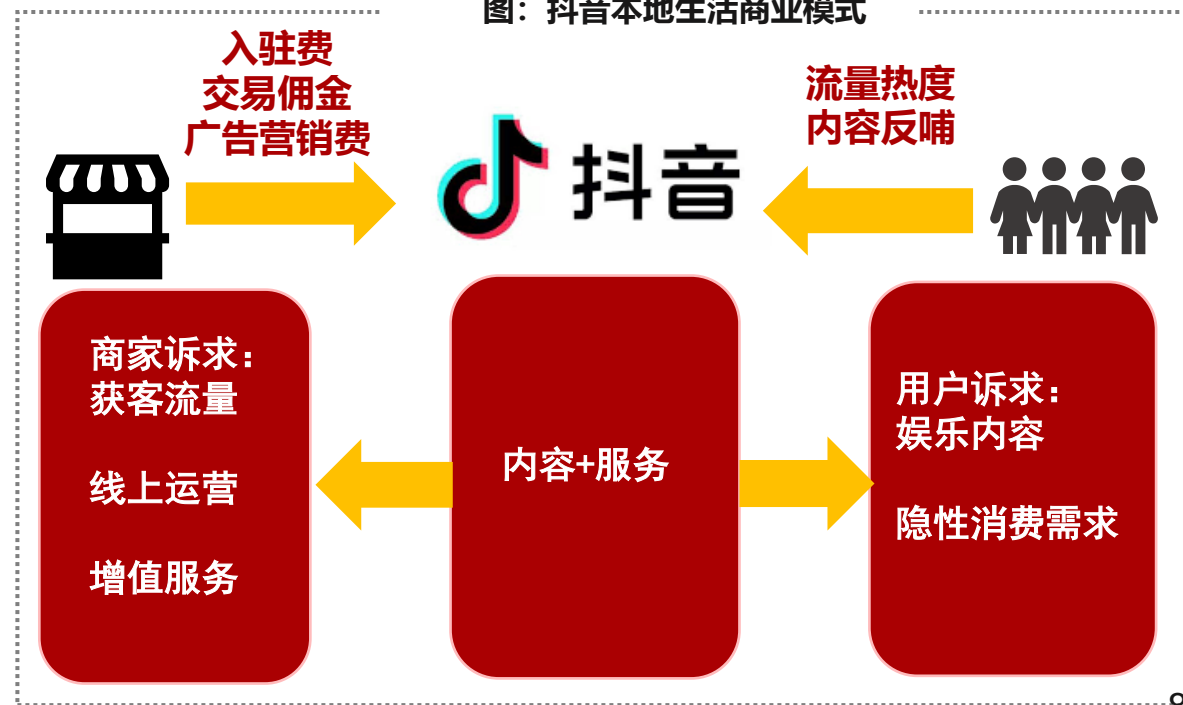 图：抖音本地生活商业模式
入驻费
交易佣金
广告营销费
流量热度
内容反哺
抖音
商家诉求：
获客流量
线上运营
增值服务
内容+服务
用户诉求：
娱乐内容
隐性消费需求